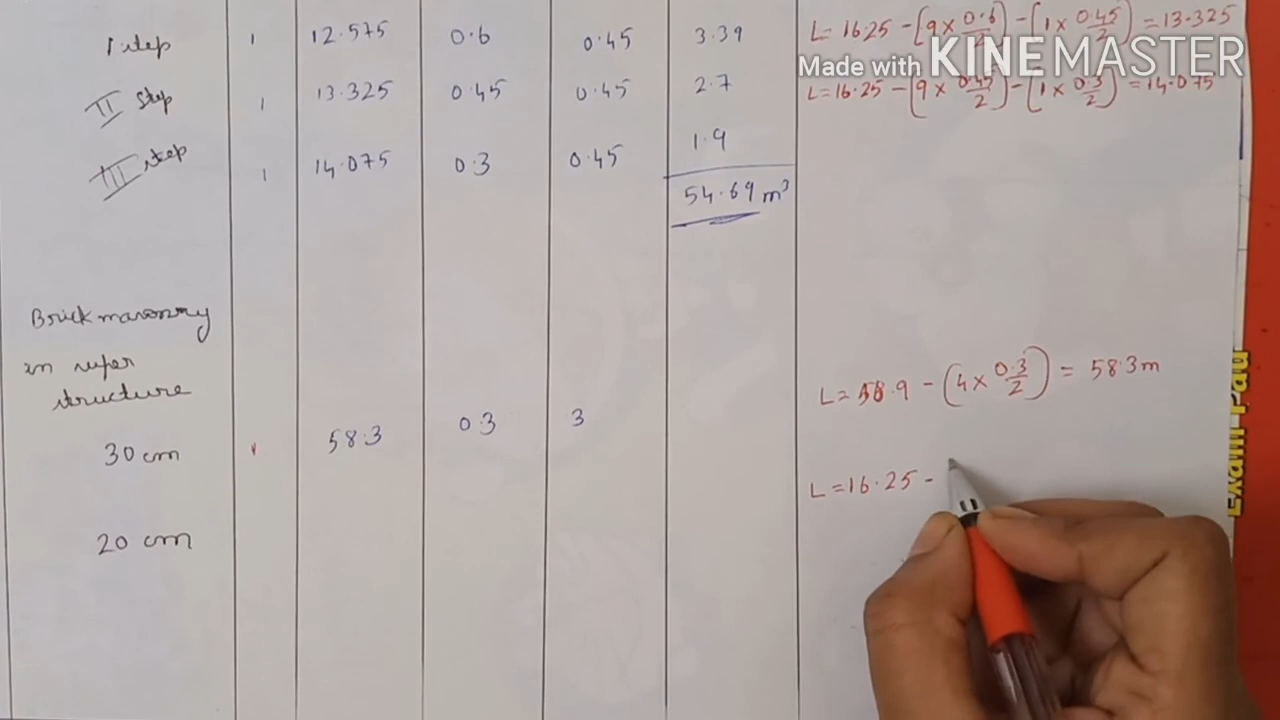 I step 1 12.575 0.6 0.45 3.39 L = 16.25 - [9 × 0.6/2] - [1 × 0.45/2] = 13.325
Made with KINEMASTER
II step 1 13.325 0.45 0.45 2.7 L = 16.25 - (9 × 0.45/2) - (1 × 0.3/2) = 14.075
III step 1 14.075 0.3 0.45 1.9
54.69 m³
Brick masonry
in super
structure
L = 58.9 - (4 × 0.3/2) = 58.3m
30 cm 1 58.3 0.3 3
L = 16.25 -
20 cm
Exam Pad